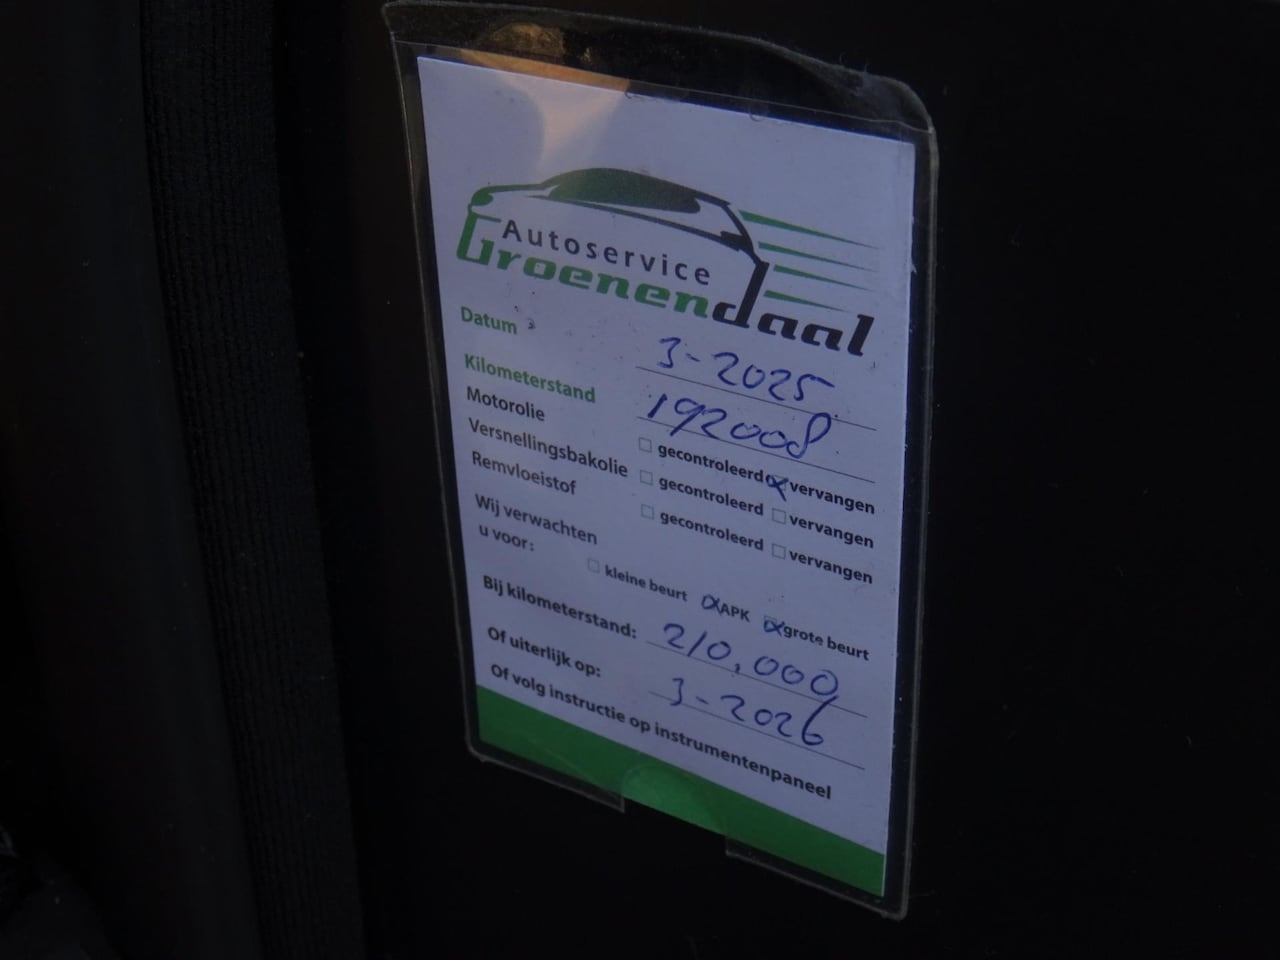 Autoservice
Groenendaal
Datum 3-2025
Kilometerstand 192008
Motorolie gecontroleerd vervangen
Versnellingsbakolie gecontroleerd vervangen
Remvloeistof gecontroleerd vervangen
Wij verwachten
u voor: kleine beurt APK grote beurt
Bij kilometerstand: 210.000
Of uiterlijk op: 3-2026
Of volg instructie op instrumentenpaneel